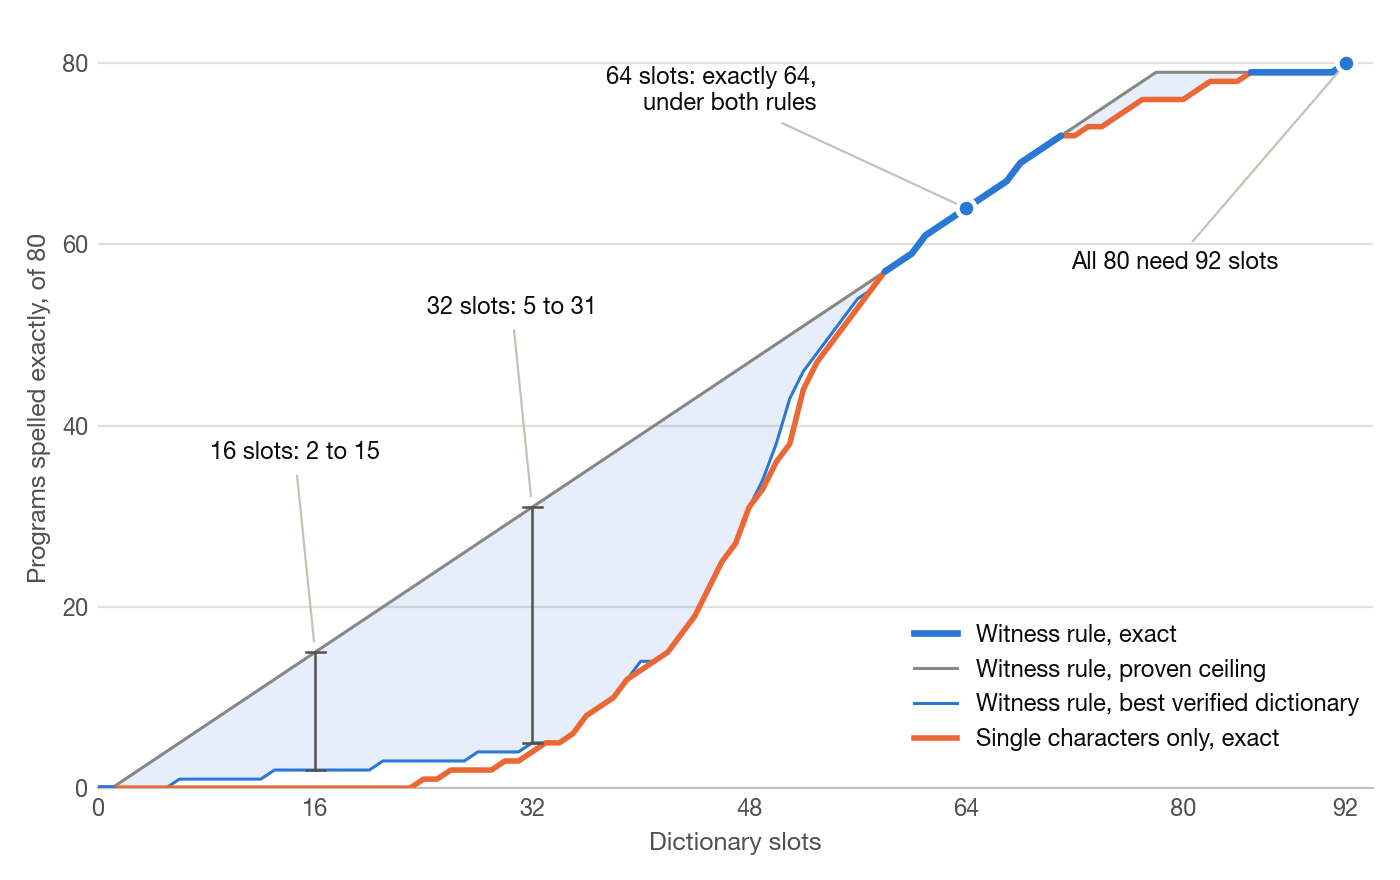 80
64 slots: exactly 64,
under both rules
60
All 80 need 92 slots
32 slots: 5 to 31
Programs spelled exactly, of 80
40
16 slots: 2 to 15
20
Witness rule, exact
Witness rule, proven ceiling
Witness rule, best verified dictionary
Single characters only, exact
0
0 16 32 48 64 80 92
Dictionary slots